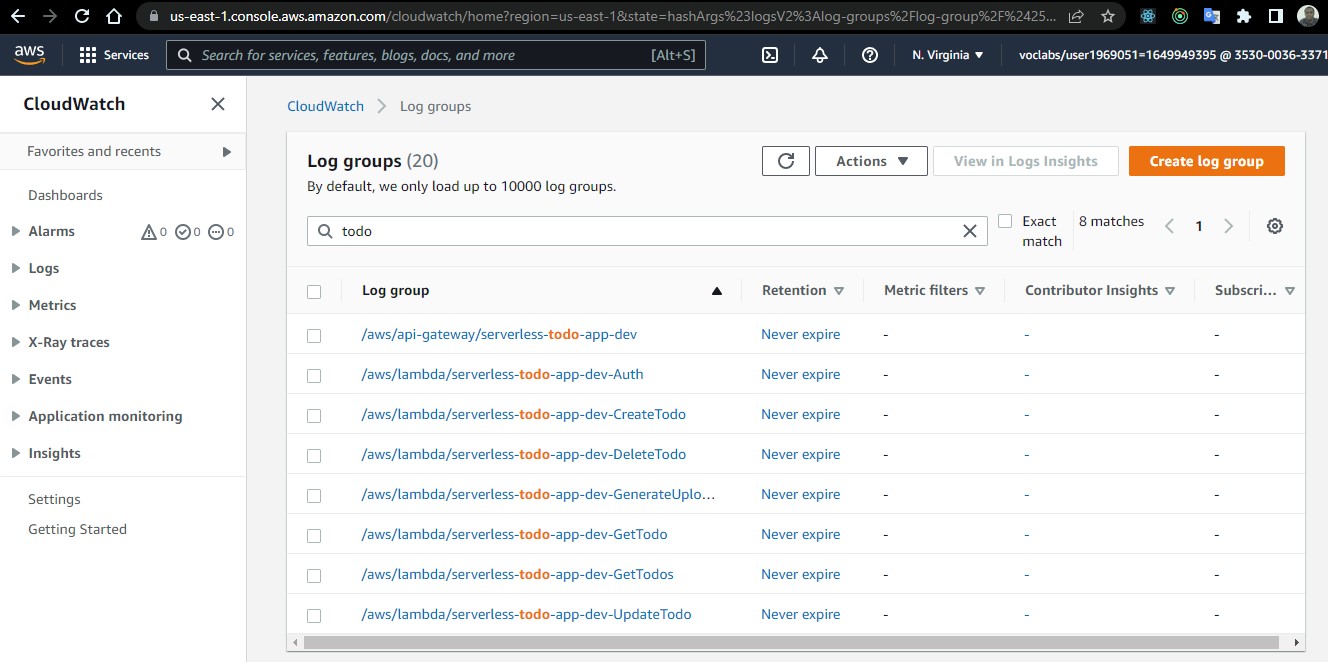 us-east-1.console.aws.amazon.com/cloudwatch/home?region=us-east-1&state=hashArgs%23logsV2%3Alog-groups%2Flog-group%2F%2425...
aws Services Search for services, features, blogs, docs, and more [Alt+S] N. Virginia ▼ voclabs/user1969051=1649949395 @ 3530-0036-3371
CloudWatch
Favorites and recents
Dashboards
Alarms 0 0 0
Logs
Metrics
X-Ray traces
Events
Application monitoring
Insights
Settings
Getting Started
CloudWatch > Log groups
Log groups (20)
Actions ▼ View in Logs Insights Create log group
By default, we only load up to 10000 log groups.
todo
Exact
match
8 matches 1
Log group Retention Metric filters Contributor Insights Subscri...
/aws/api-gateway/serverless-todo-app-dev Never expire - - -
/aws/lambda/serverless-todo-app-dev-Auth Never expire - - -
/aws/lambda/serverless-todo-app-dev-CreateTodo Never expire - - -
/aws/lambda/serverless-todo-app-dev-DeleteTodo Never expire - - -
/aws/lambda/serverless-todo-app-dev-GenerateUplo... Never expire - - -
/aws/lambda/serverless-todo-app-dev-GetTodo Never expire - - -
/aws/lambda/serverless-todo-app-dev-GetTodos Never expire - - -
/aws/lambda/serverless-todo-app-dev-UpdateTodo Never expire - - -